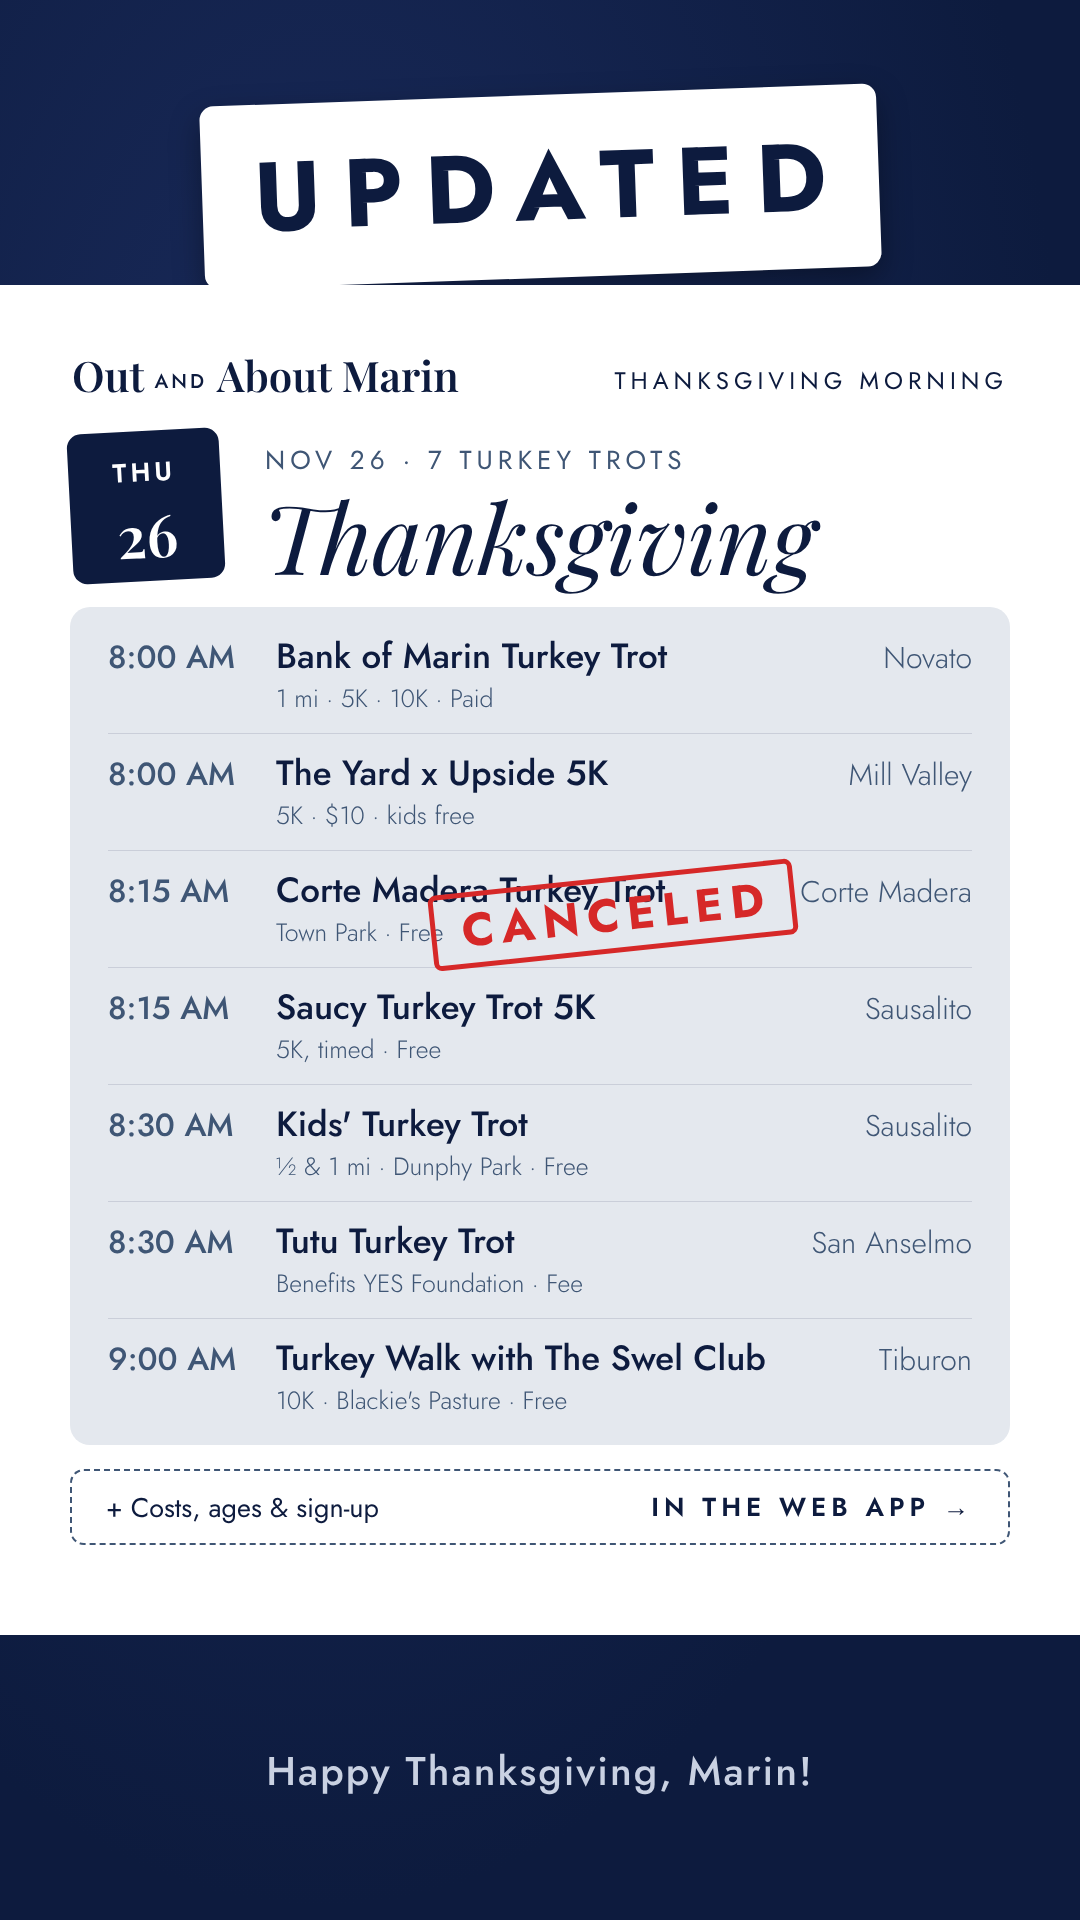 UPDATED
Out AND About Marin
THANKSGIVING MORNING
THU
26
NOV 26 · 7 TURKEY TROTS
Thanksgiving
8:00 AM Bank of Marin Turkey Trot Novato
1 mi · 5K · 10K · Paid
8:00 AM The Yard x Upside 5K Mill Valley
5K · $10 · kids free
8:15 AM Corte Madera Turkey Trot Corte Madera
Town Park · Free
CANCELED
8:15 AM Saucy Turkey Trot 5K Sausalito
5K, timed · Free
8:30 AM Kids' Turkey Trot Sausalito
½ & 1 mi · Dunphy Park · Free
8:30 AM Tutu Turkey Trot San Anselmo
Benefits YES Foundation · Fee
9:00 AM Turkey Walk with The Swel Club Tiburon
10K · Blackie's Pasture · Free
+ Costs, ages & sign-up IN THE WEB APP →
Happy Thanksgiving, Marin!